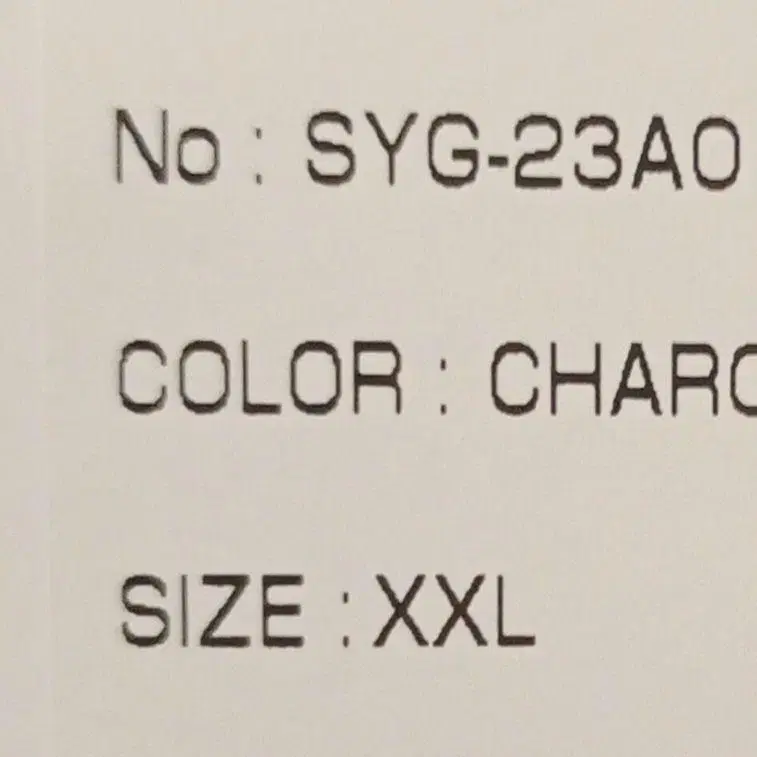 No : SYG-23A0
COLOR : CHARC
SIZE : XXL